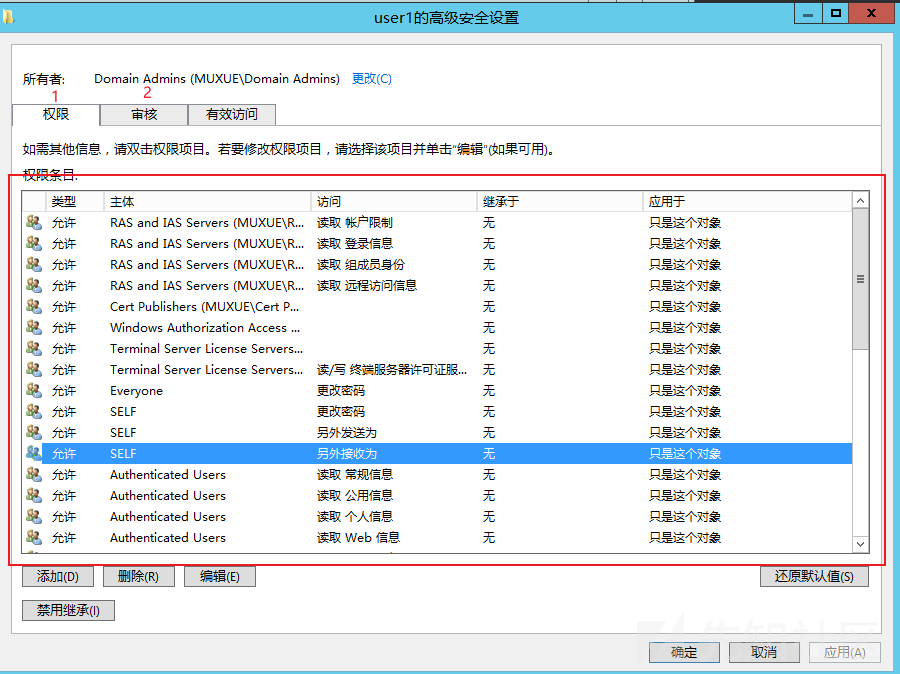 user1的高级安全设置
所有者: Domain Admins (MUXUE\Domain Admins) 更改(C)
1 2
权限 审核 有效访问
如需其他信息，请双击权限项目。若要修改权限项目，请选择该项目并单击“编辑”(如果可用)。
权限条目:
类型 主体 访问 继承于 应用于
允许 RAS and IAS Servers (MUXUE\R... 读取 帐户限制 无 只是这个对象
允许 RAS and IAS Servers (MUXUE\R... 读取 登录信息 无 只是这个对象
允许 RAS and IAS Servers (MUXUE\R... 读取 组成员身份 无 只是这个对象
允许 RAS and IAS Servers (MUXUE\R... 读取 远程访问信息 无 只是这个对象
允许 Cert Publishers (MUXUE\Cert P... 无 只是这个对象
允许 Windows Authorization Access ... 无 只是这个对象
允许 Terminal Server License Servers... 无 只是这个对象
允许 Terminal Server License Servers... 读/写 终端服务器许可证服... 无 只是这个对象
允许 Everyone 更改密码 无 只是这个对象
允许 SELF 更改密码 无 只是这个对象
允许 SELF 另外发送为 无 只是这个对象
允许 SELF 另外接收为 无 只是这个对象
允许 Authenticated Users 读取 常规信息 无 只是这个对象
允许 Authenticated Users 读取 公用信息 无 只是这个对象
允许 Authenticated Users 读取 个人信息 无 只是这个对象
允许 Authenticated Users 读取 Web 信息 无 只是这个对象
添加(D) 删除(R) 编辑(E) 还原默认值(S)
禁用继承(I)
确定 取消 应用(A)